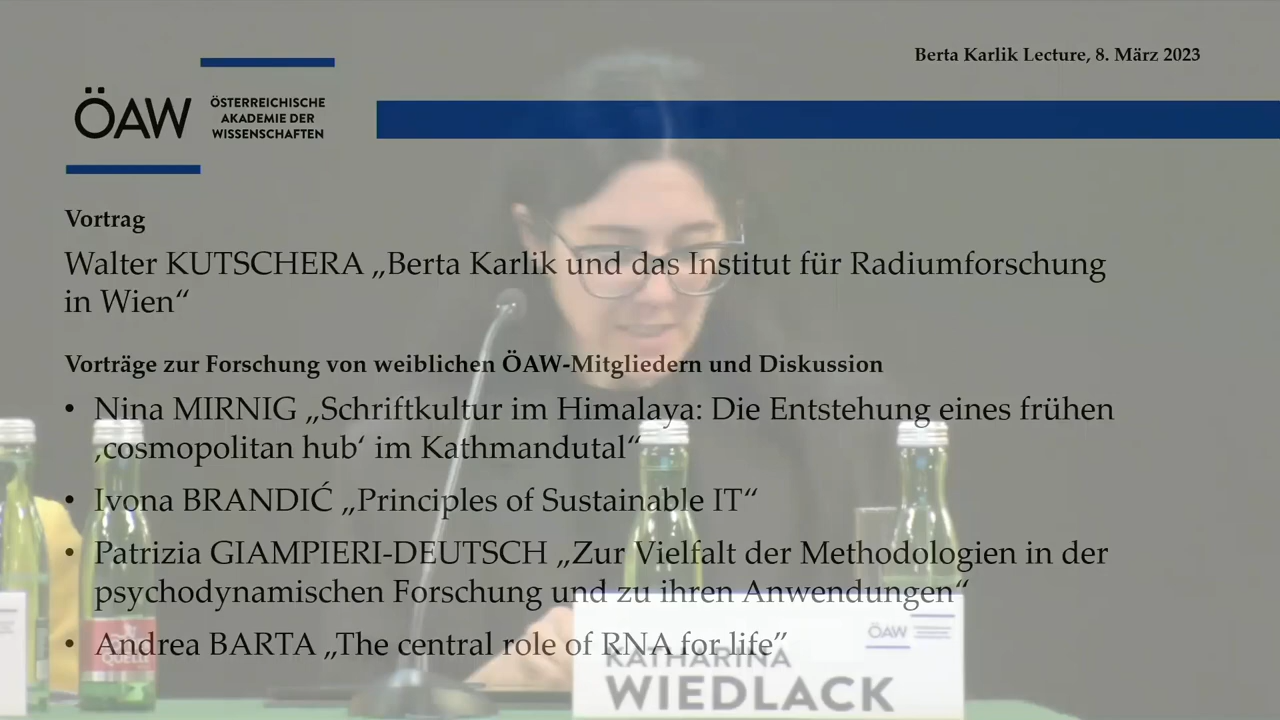 Berta Karlik Lecture, 8. März 2023
ÖAW
ÖSTERREICHISCHE
AKADEMIE DER
WISSENSCHAFTEN
Vortrag
Walter KUTSCHERA „Berta Karlik und das Institut für Radiumforschung
in Wien“
Vorträge zur Forschung von weiblichen ÖAW-Mitgliedern und Diskussion
• Nina MIRNIG „Schriftkultur im Himalaya: Die Entstehung eines frühen
‚cosmopolitan hub‘ im Kathmandutal“
• Ivona BRANDIĆ „Principles of Sustainable IT“
• Patrizia GIAMPIERI-DEUTSCH „Zur Vielfalt der Methodologien in der
psychodynamischen Forschung und zu ihren Anwendungen“
• Andrea BARTA „The central role of RNA for life”
ÖAW
KATHARINA
WIEDLACK
QUELLE